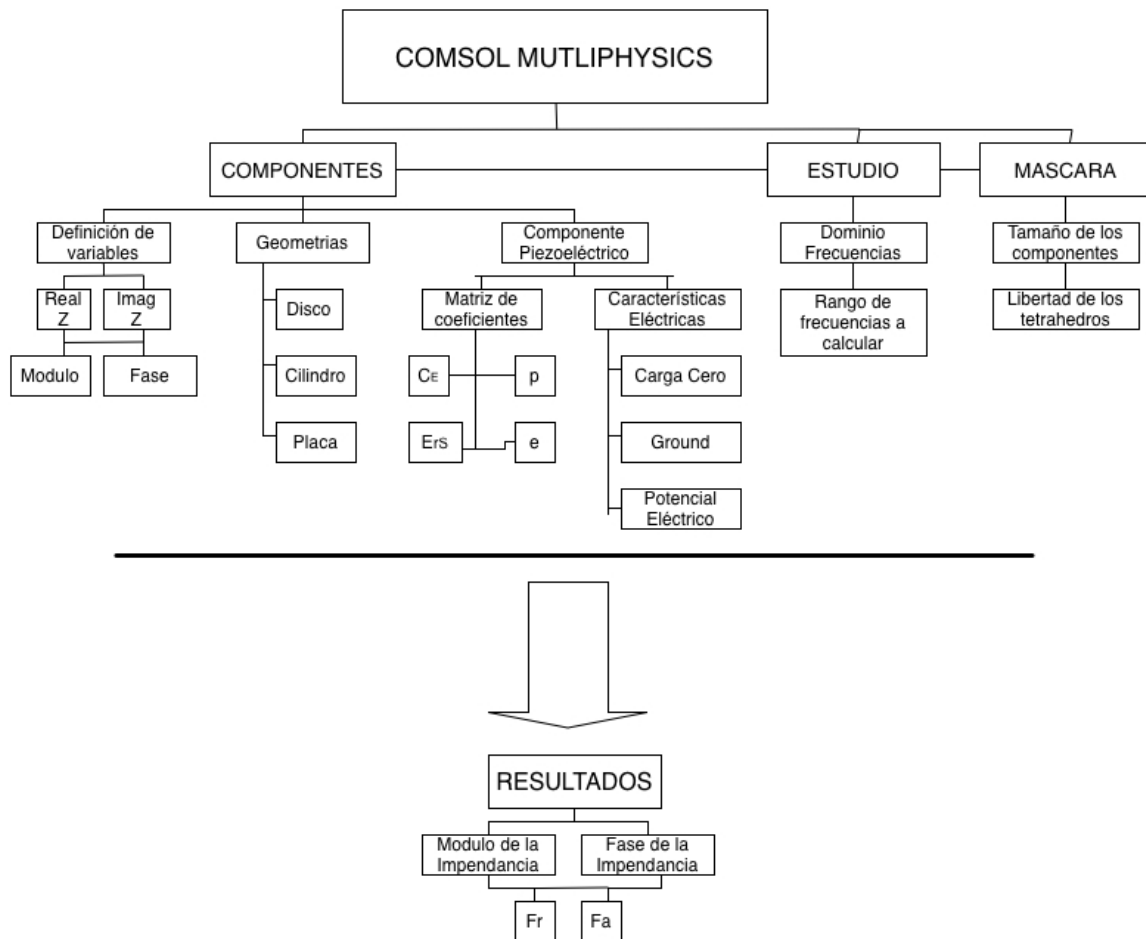 COMSOL MUTLIPHYSICS
COMPONENTES
ESTUDIO
MASCARA
Definición de
variables
Geometrias
Componente
Piezoeléctrico
Dominio
Frecuencias
Tamaño de los
componentes
Real
Z
Imag
Z
Disco
Matriz de
coeficientes
Características
Eléctricas
Rango de
frecuencias a
calcular
Libertad de los
tetrahedros
Modulo
Fase
Cilindro
CE
p
Carga Cero
Placa
ErS
e
Ground
Potencial
Eléctrico
RESULTADOS
Modulo de la
Impendancia
Fase de la
Impendancia
Fr
Fa